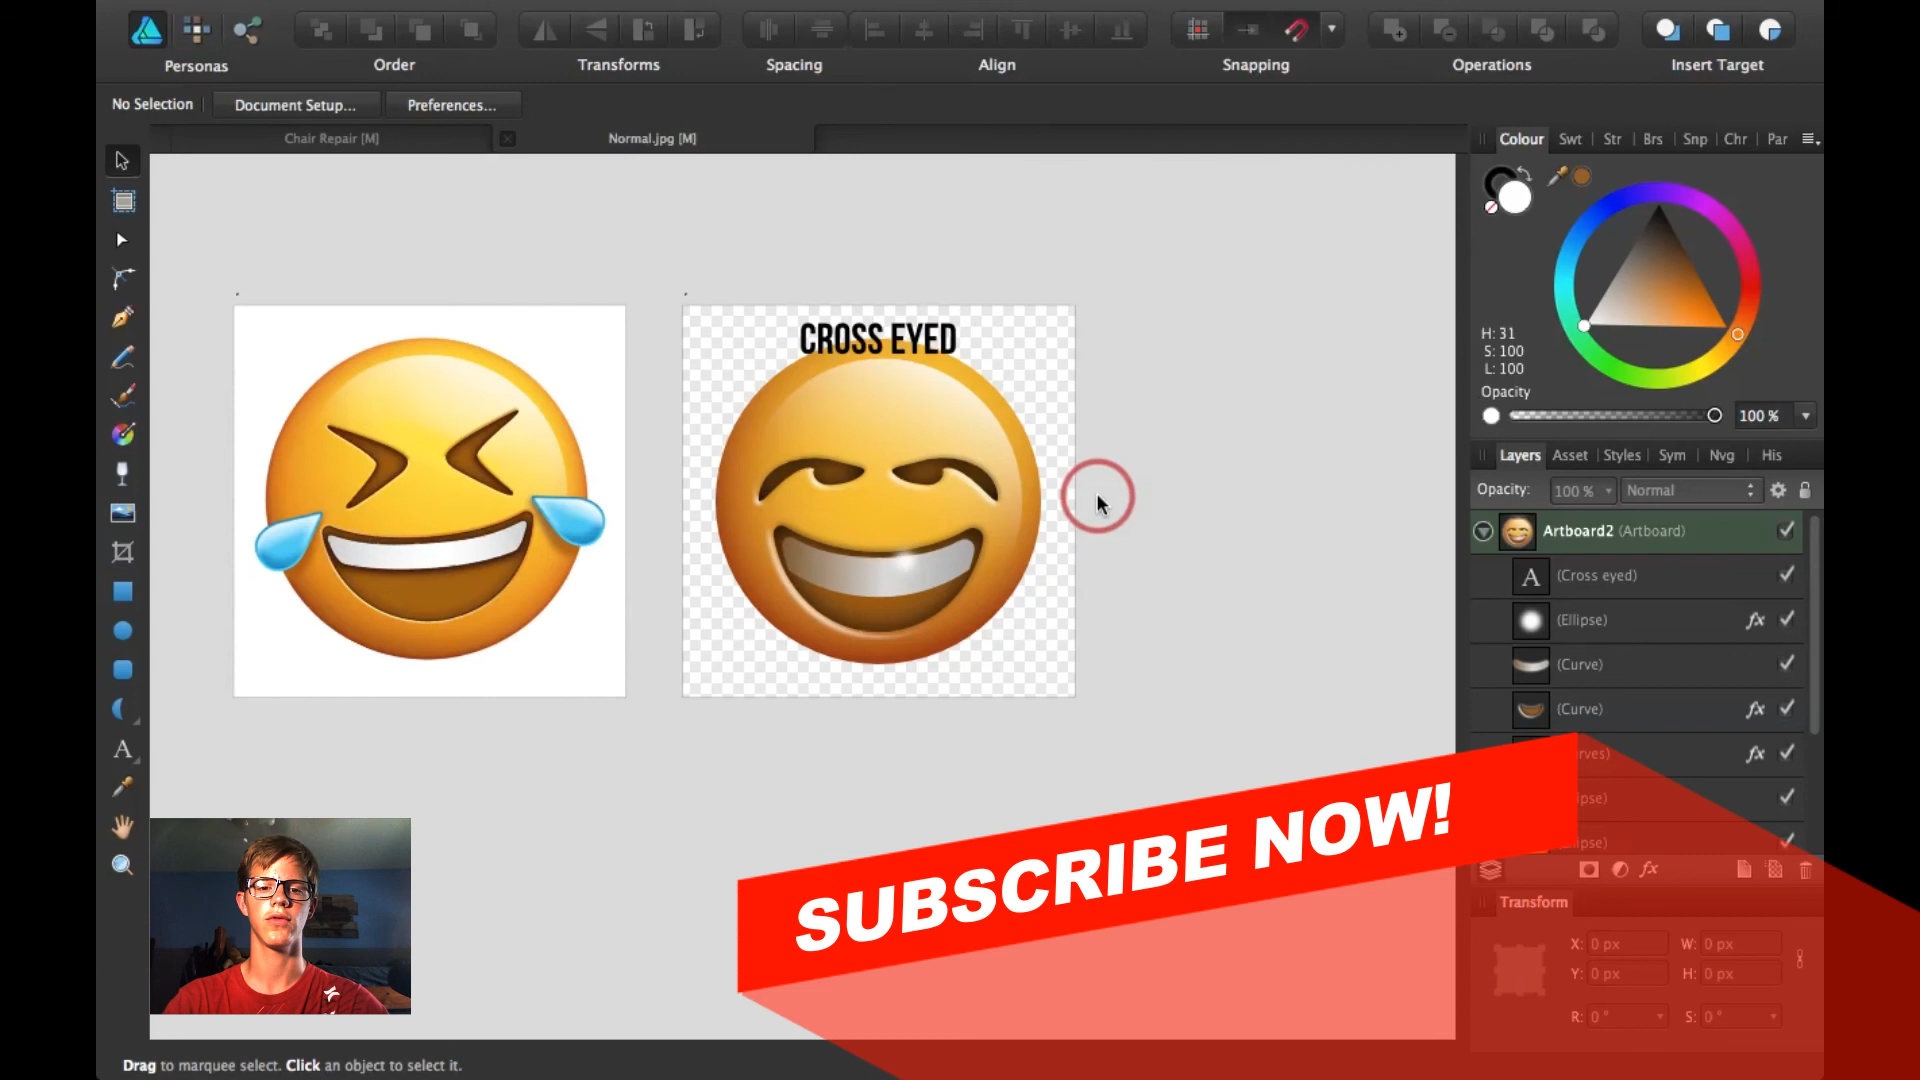 Personas
Order
Transforms
Spacing
Align
Snapping
Operations
Insert Target
No Selection
Document Setup...
Preferences...
Chair Repair [M]
Normal.jpg [M]
Colour Swt Str Brs Snp Chr Par
H: 31
S: 100
L: 100
Opacity
100 %
CROSS EYED
Layers Asset Styles Sym Nvg His
Opacity: 100 % Normal
Artboard2 (Artboard)
A (Cross eyed)
(Ellipse) fx
(Curve)
(Curve) fx
fx
fx
SUBSCRIBE NOW!
Transform
X: 0 px W: 0 px
Y: 0 px H: 0 px
R: 0 ° S: 0 °
A
Drag to marquee select. Click an object to select it.